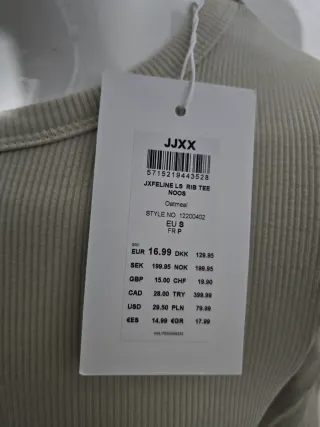 JJXX
5715219443528
JXFELINE LS RIB TEE
NOOS
Oatmeal
STYLE NO 12200402
EU S
FR P
EUR 16.99 DKK 129.95
SEK 199.95 NOK 199.95
GBP 15.00 CHF 19.90
CAD 28.00 TRY 399.99
USD 29.50 PLN 79.99
€ES 14.99 €GR 17.99